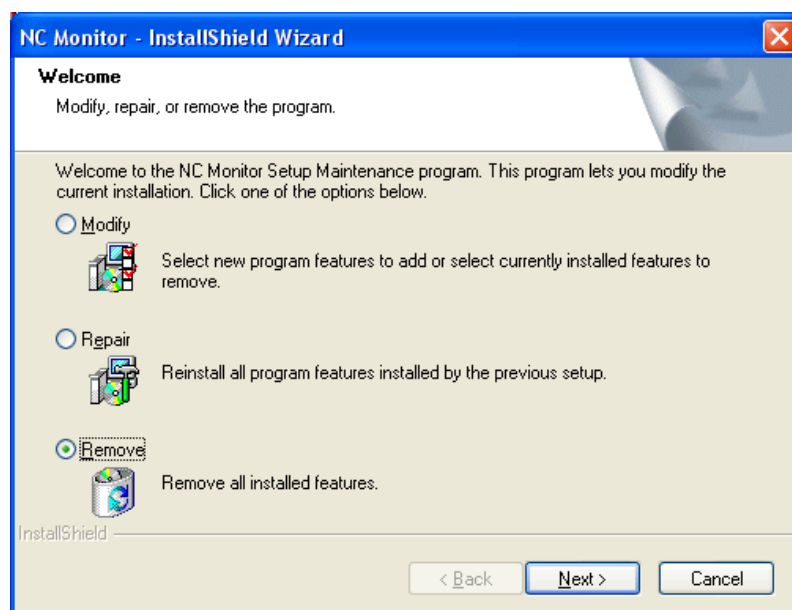 NC Monitor - InstallShield Wizard
Welcome
Modify, repair, or remove the program.
Welcome to the NC Monitor Setup Maintenance program. This program lets you modify the
current installation. Click one of the options below.
Modify
Select new program features to add or select currently installed features to
remove.
Repair
Reinstall all program features installed by the previous setup.
Remove
Remove all installed features.
InstallShield
< Back Next > Cancel